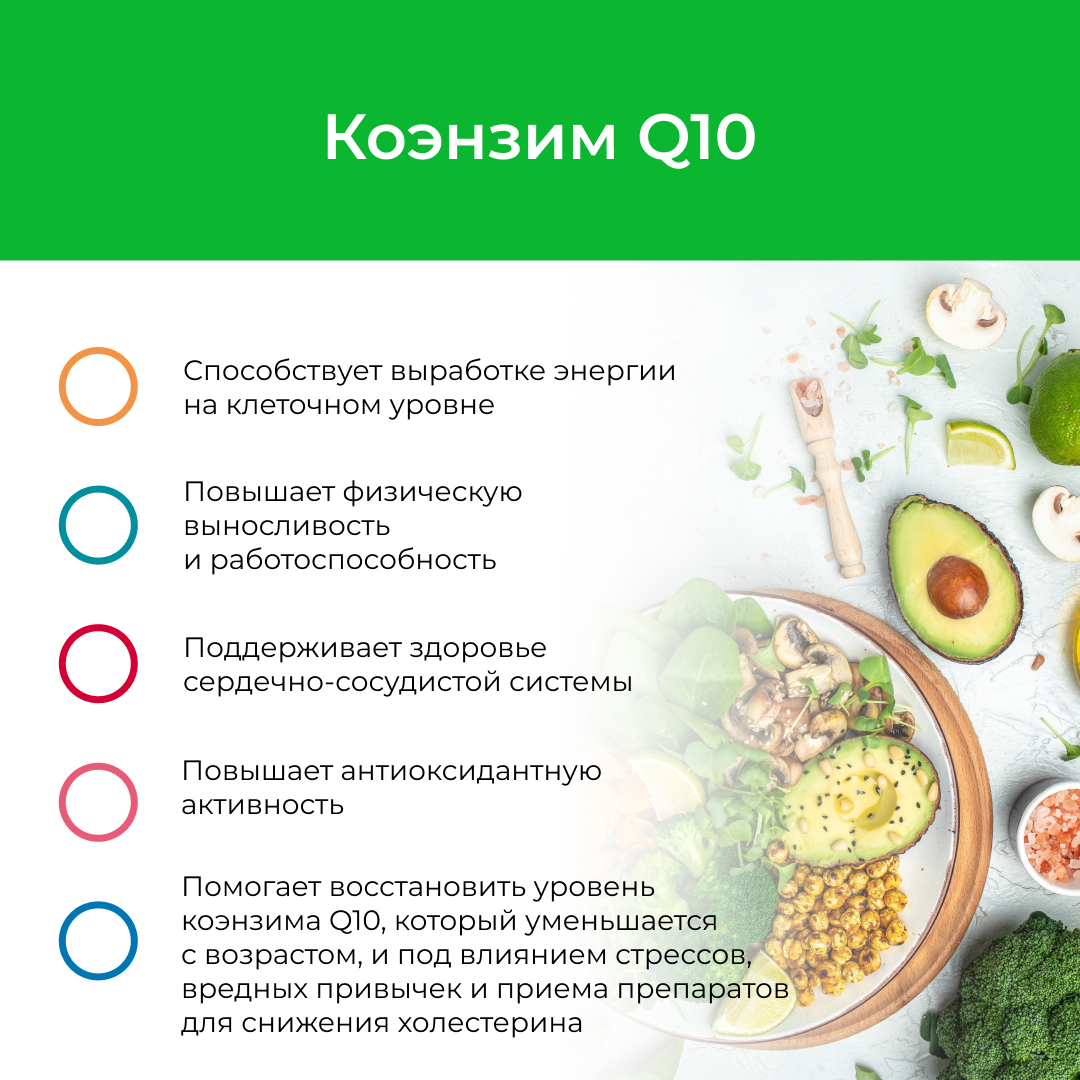 Коэнзим Q10
Способствует выработке энергии
на клеточном уровне
Повышает физическую
выносливость
и работоспособность
Поддерживает здоровье
сердечно-сосудистой системы
Повышает антиоксидантную
активность
Помогает восстановить уровень
коэнзима Q10, который уменьшается
с возрастом, и под влиянием стрессов,
вредных привычек и приема препаратов
для снижения холестерина